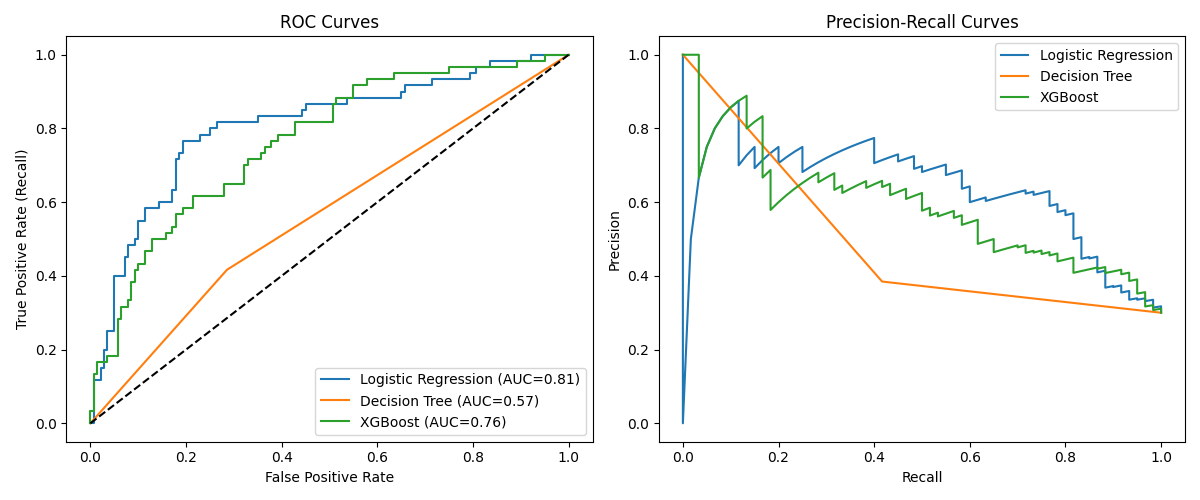 ROC Curves
True Positive Rate (Recall)
1.0
0.8
0.6
0.4
0.2
0.0
Logistic Regression (AUC=0.81)
Decision Tree (AUC=0.57)
XGBoost (AUC=0.76)
0.0 0.2 0.4 0.6 0.8 1.0
False Positive Rate
Precision-Recall Curves
Precision
1.0
0.8
0.6
0.4
0.2
0.0
Logistic Regression
Decision Tree
XGBoost
0.0 0.2 0.4 0.6 0.8 1.0
Recall